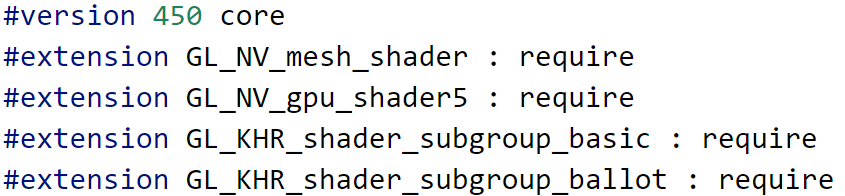 #version 450 core
#extension GL_NV_mesh_shader : require
#extension GL_NV_gpu_shader5 : require
#extension GL_KHR_shader_subgroup_basic : require
#extension GL_KHR_shader_subgroup_ballot : require